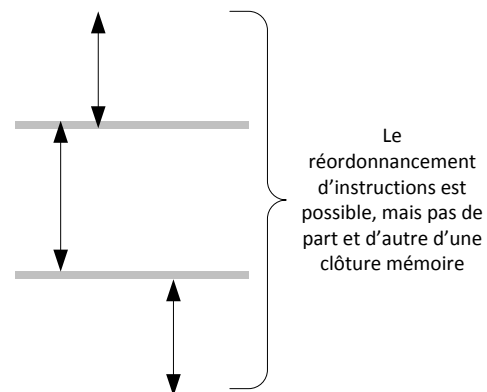 Le
réordonnancement
d’instructions est
possible, mais pas de
part et d’autre d’une
clôture mémoire